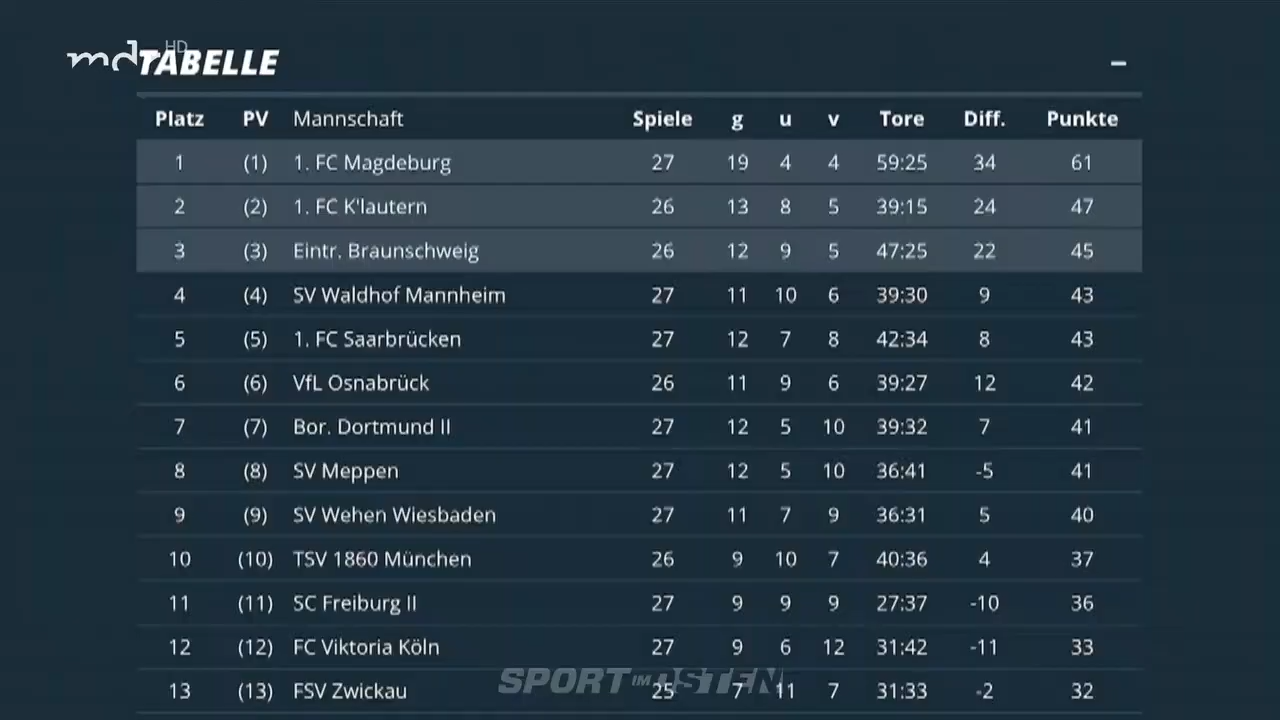 mdr HD
TABELLE
Platz PV Mannschaft Spiele g u v Tore Diff. Punkte
1 (1) 1. FC Magdeburg 27 19 4 4 59:25 34 61
2 (2) 1. FC K'lautern 26 13 8 5 39:15 24 47
3 (3) Eintr. Braunschweig 26 12 9 5 47:25 22 45
4 (4) SV Waldhof Mannheim 27 11 10 6 39:30 9 43
5 (5) 1. FC Saarbrücken 27 12 7 8 42:34 8 43
6 (6) VfL Osnabrück 26 11 9 6 39:27 12 42
7 (7) Bor. Dortmund II 27 12 5 10 39:32 7 41
8 (8) SV Meppen 27 12 5 10 36:41 -5 41
9 (9) SV Wehen Wiesbaden 27 11 7 9 36:31 5 40
10 (10) TSV 1860 München 26 9 10 7 40:36 4 37
11 (11) SC Freiburg II 27 9 9 9 27:37 -10 36
12 (12) FC Viktoria Köln 27 9 6 12 31:42 -11 33
13 (13) FSV Zwickau 25 7 11 7 31:33 -2 32
SPORT IM OSTEN